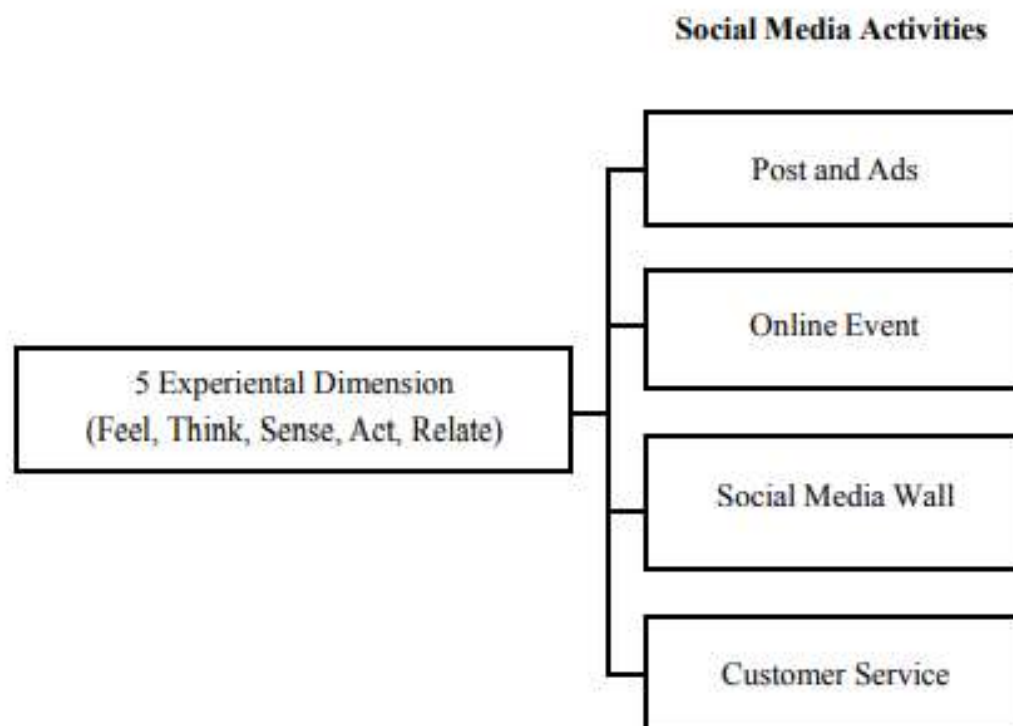 Social Media Activities
Post and Ads
Online Event
5 Experiental Dimension
(Feel, Think, Sense, Act, Relate)
Social Media Wall
Customer Service